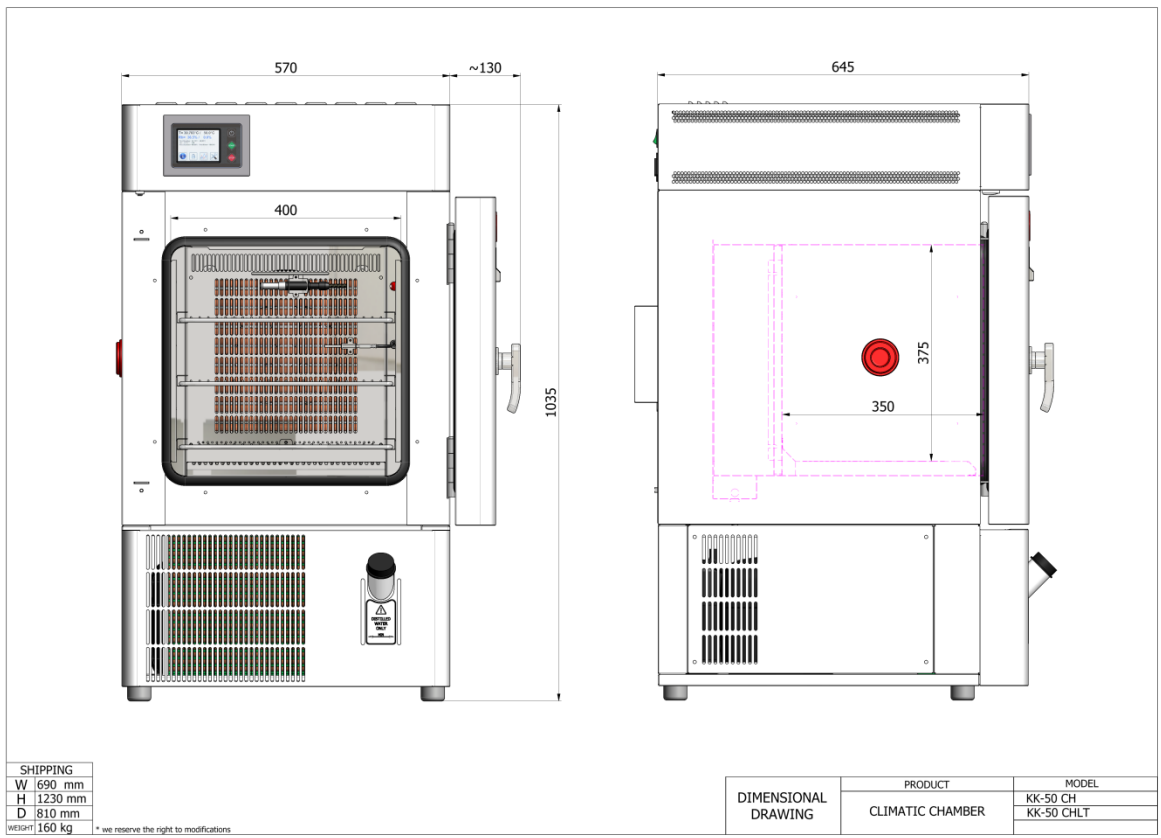 570
~130
645
400
1035
375
350
DISTILLED
WATER
ONLY
SHIPPING
W 690 mm
H 1230 mm
D 810 mm
WEIGHT 160 kg
* we reserve the right to modifications
DIMENSIONAL
DRAWING
PRODUCT
CLIMATIC CHAMBER
MODEL
KK-50 CH
KK-50 CHLT